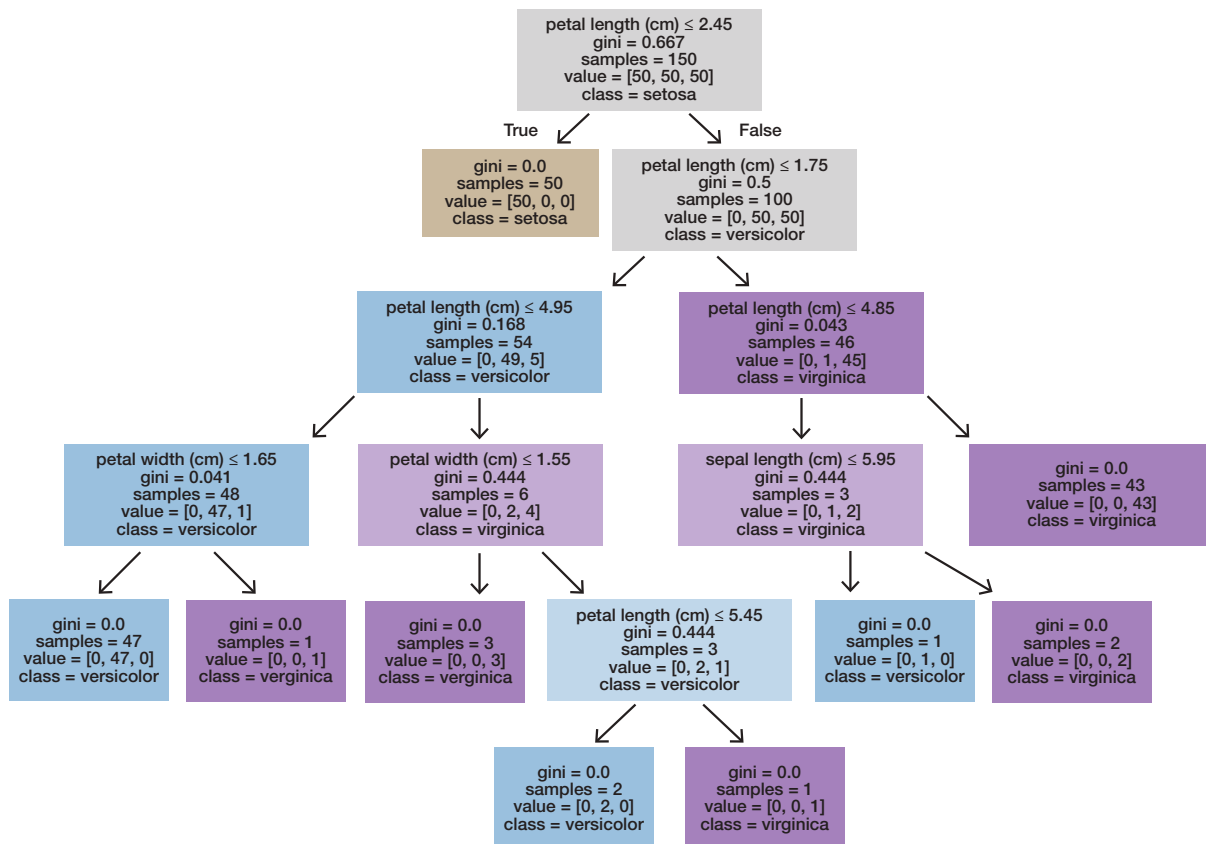 petal length (cm) ≤ 2.45
gini = 0.667
samples = 150
value = [50, 50, 50]
class = setosa
True
False
gini = 0.0
samples = 50
value = [50, 0, 0]
class = setosa
petal length (cm) ≤ 1.75
gini = 0.5
samples = 100
value = [0, 50, 50]
class = versicolor
petal length (cm) ≤ 4.95
gini = 0.168
samples = 54
value = [0, 49, 5]
class = versicolor
petal length (cm) ≤ 4.85
gini = 0.043
samples = 46
value = [0, 1, 45]
class = virginica
petal width (cm) ≤ 1.65
gini = 0.041
samples = 48
value = [0, 47, 1]
class = versicolor
petal width (cm) ≤ 1.55
gini = 0.444
samples = 6
value = [0, 2, 4]
class = virginica
sepal length (cm) ≤ 5.95
gini = 0.444
samples = 3
value = [0, 1, 2]
class = virginica
gini = 0.0
samples = 43
value = [0, 0, 43]
class = virginica
gini = 0.0
samples = 47
value = [0, 47, 0]
class = versicolor
gini = 0.0
samples = 1
value = [0, 0, 1]
class = verginica
gini = 0.0
samples = 3
value = [0, 0, 3]
class = verginica
petal length (cm) ≤ 5.45
gini = 0.444
samples = 3
value = [0, 2, 1]
class = versicolor
gini = 0.0
samples = 1
value = [0, 1, 0]
class = versicolor
gini = 0.0
samples = 2
value = [0, 0, 2]
class = virginica
gini = 0.0
samples = 2
value = [0, 2, 0]
class = versicolor
gini = 0.0
samples = 1
value = [0, 0, 1]
class = virginica